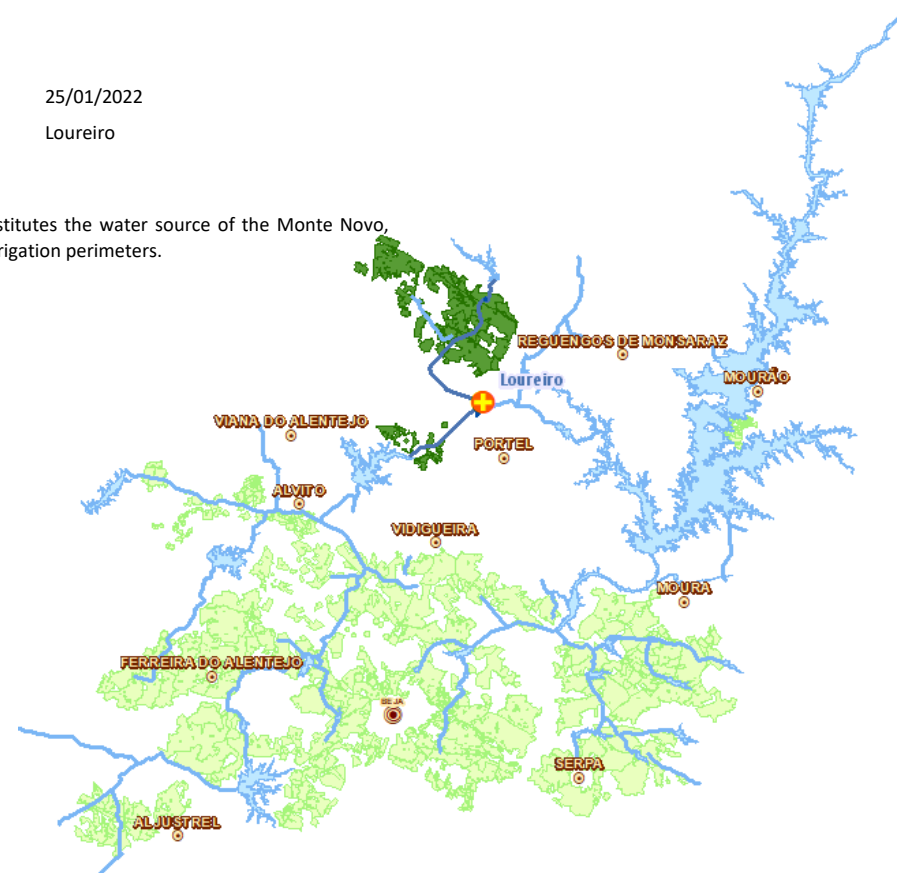 25/01/2022
Loureiro
stitutes the water source of the Monte Novo,
rigation perimeters.
REGUENGOS DE MONSARAZ
MOURÃO
Loureiro
VIANA DO ALENTEJO
PORTEL
ALVITO
VIDIGUEIRA
MOURA
FERREIRA DO ALENTEJO
BEJA
SERPA
ALJUSTREL